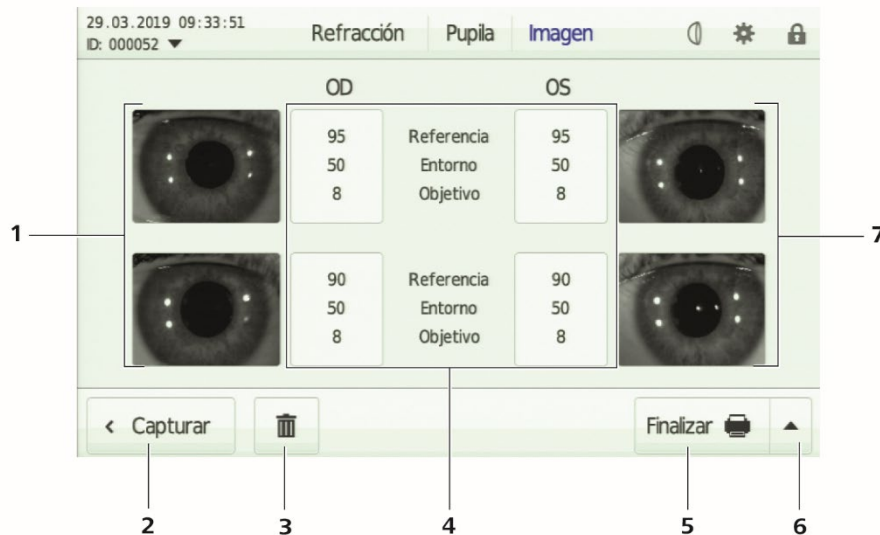 29.03.2019 09:33:51
ID: 000052
Refracción Pupila Imagen
OD OS
95 Referencia 95
50 Entorno 50
8 Objetivo 8
1
7
90 Referencia 90
50 Entorno 50
8 Objetivo 8
Capturar
Finalizar
2 3 4 5 6